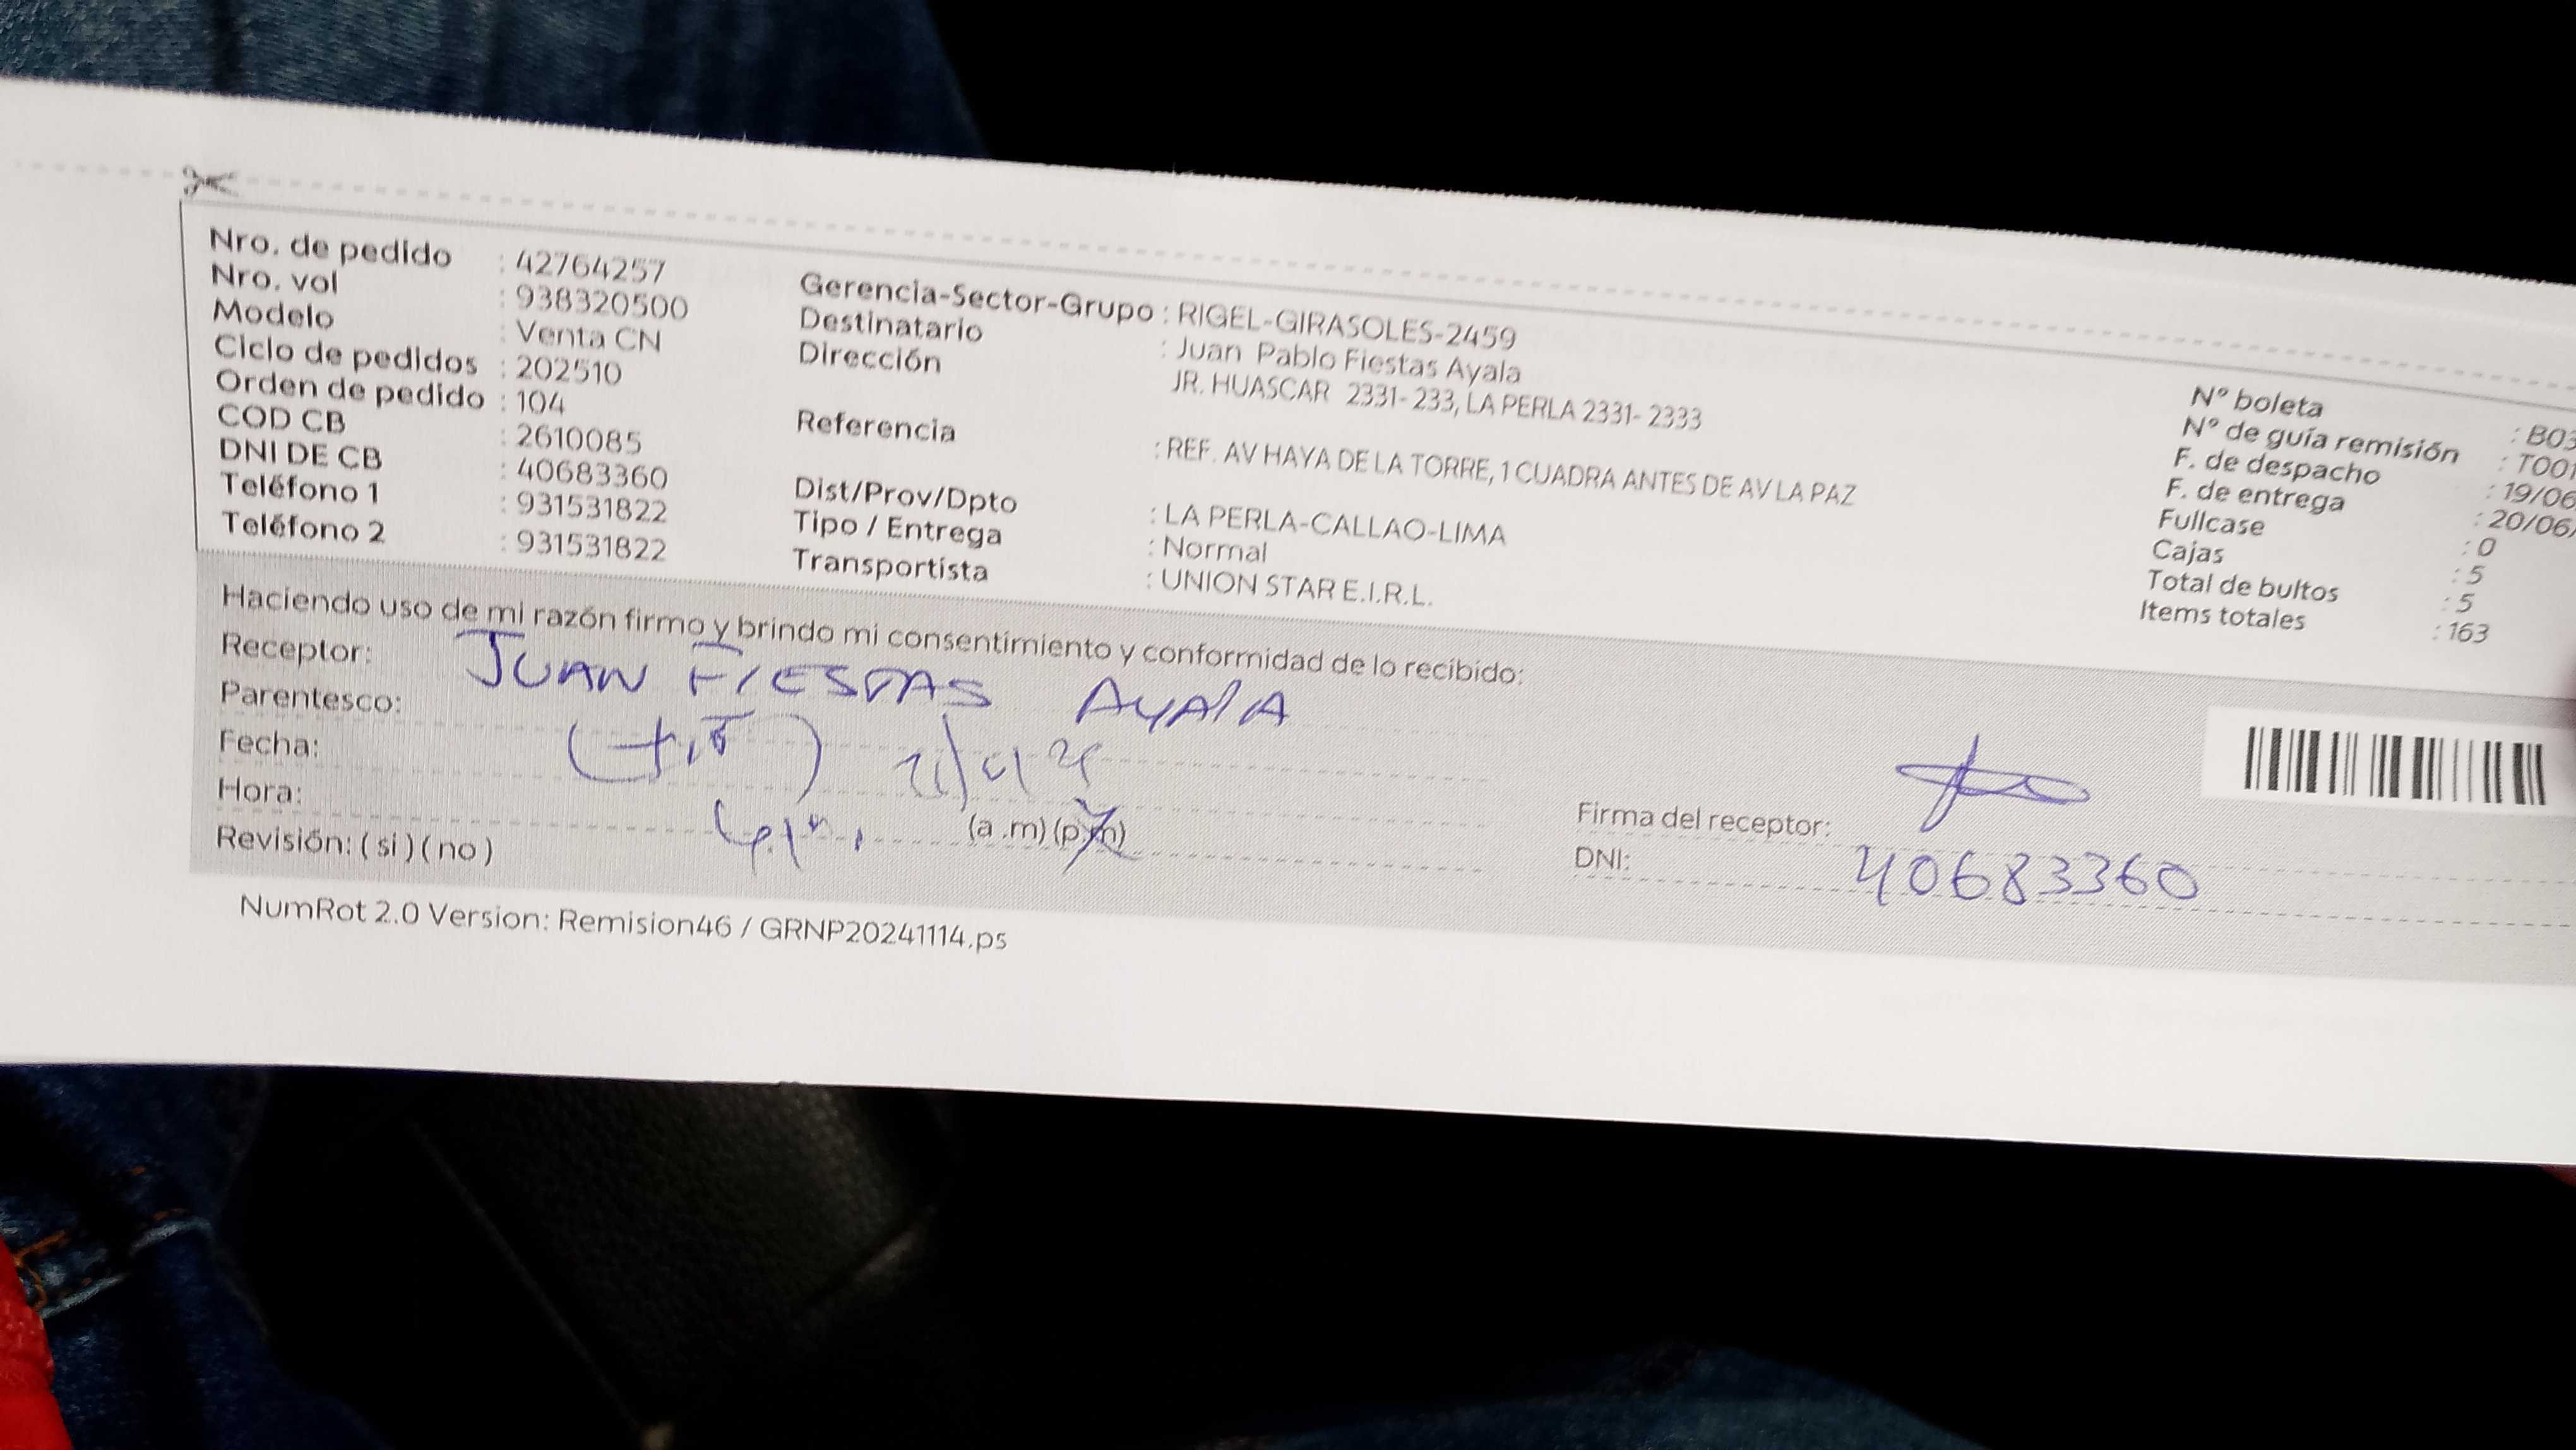 Nro. de pedido : 42764257
Nro. vol : 938320500
Modelo : Venta CN
Ciclo de pedidos : 202510
Orden de pedido : 104
COD CB : 2610085
DNI DE CB : 40683360
Teléfono 1 : 931531822
Teléfono 2 : 931531822
Gerencia-Sector-Grupo : RIGEL-GIRASOLES-2459
Destinatario : Juan Pablo Fiestas Ayala
Dirección JR. HUASCAR 2331- 233, LA PERLA 2331- 2333
Referencia : REF. AV HAYA DE LA TORRE, 1 CUADRA ANTES DE AV LA PAZ
Dist/Prov/Dpto : LA PERLA-CALLAO-LIMA
Tipo / Entrega : Normal
Transportista : UNION STAR E.I.R.L.
N° boleta : B03
N° de guía remisión : T001
F. de despacho : 19/06
F. de entrega : 20/06/
Fullcase : 0
Cajas : 5
Total de bultos : 5
Items totales : 163
Haciendo uso de mi razón firmo y brindo mi consentimiento y conformidad de lo recibido:
Receptor: JUAN FIESTAS AYALA
Parentesco:
Fecha:
Hora: (a .m) (p.m)
Revisión: ( si ) ( no )
Firma del receptor:
DNI: 40683360
NumRot 2.0 Version: Remision46 / GRNP20241114.ps